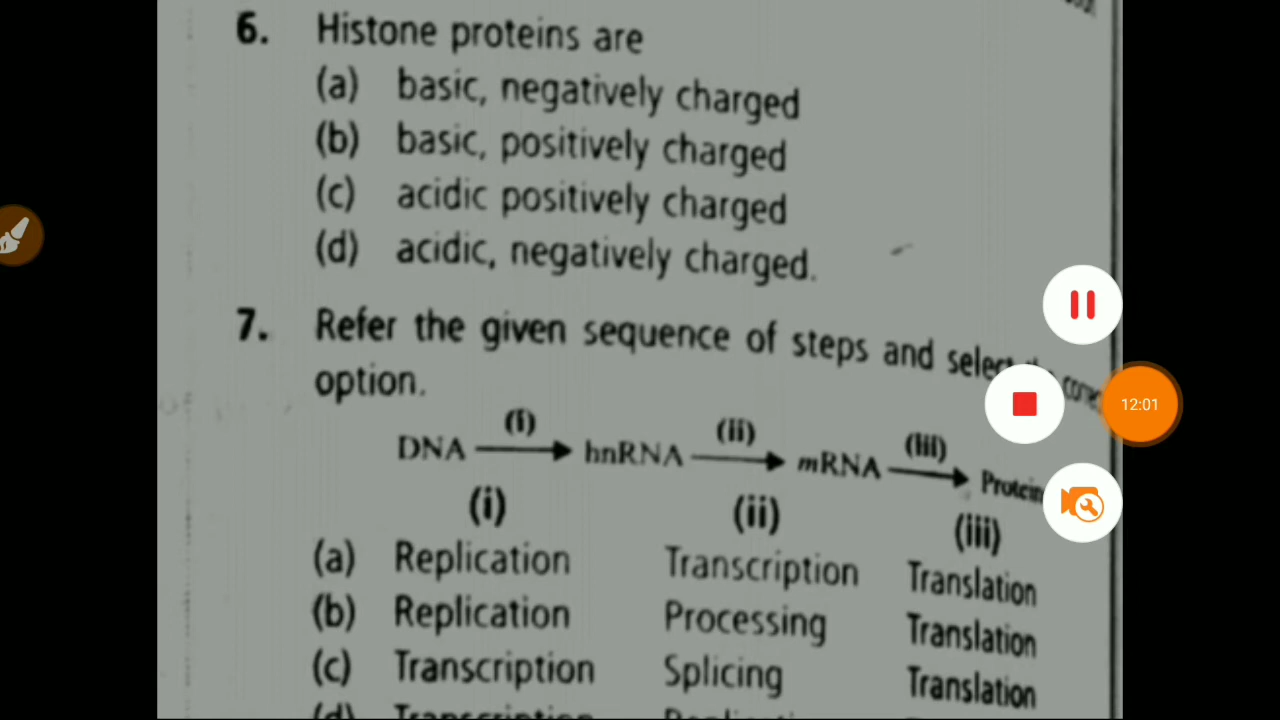 6. Histone proteins are
(a) basic, negatively charged
(b) basic, positively charged
(c) acidic positively charged
(d) acidic, negatively charged.
7. Refer the given sequence of steps and select
option.
(i) (ii) (iii)
DNA hnRNA mRNA Protein
(i) (ii) (iii)
(a) Replication Transcription Translation
(b) Replication Processing Translation
(c) Transcription Splicing Translation
(d) Transcription
12:01